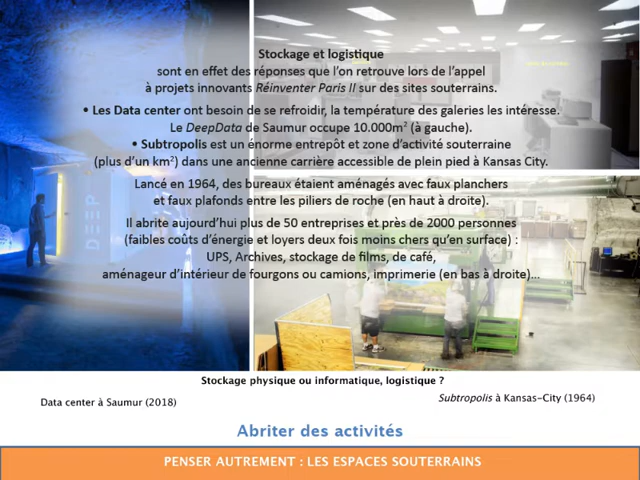 Stockage et logistique
sont en effet des réponses que l'on retrouve lors de l'appel
à projets innovants Réinventer Paris II sur des sites souterrains.
• Les Data center ont besoin de se refroidir, la température des galeries les intéresse.
Le DeepData de Saumur occupe 10.000m² (à gauche).
• Subtropolis est un énorme entrepôt et zone d'activité souterraine
(plus d'un km²) dans une ancienne carrière accessible de plein pied à Kansas City.
Lancé en 1964, des bureaux étaient aménagés avec faux planchers
et faux plafonds entre les piliers de roche (en haut à droite).
Il abrite aujourd'hui plus de 50 entreprises et près de 2000 personnes
(faibles coûts d'énergie et loyers deux fois moins chers qu'en surface) :
UPS, Archives, stockage de films, de café,
aménageur d'intérieur de fourgons ou camions, imprimerie (en bas à droite)...
DEEP
Stockage physique ou informatique, logistique ?
Data center à Saumur (2018)
Subtropolis à Kansas-City (1964)
Abriter des activités
PENSER AUTREMENT : LES ESPACES SOUTERRAINS